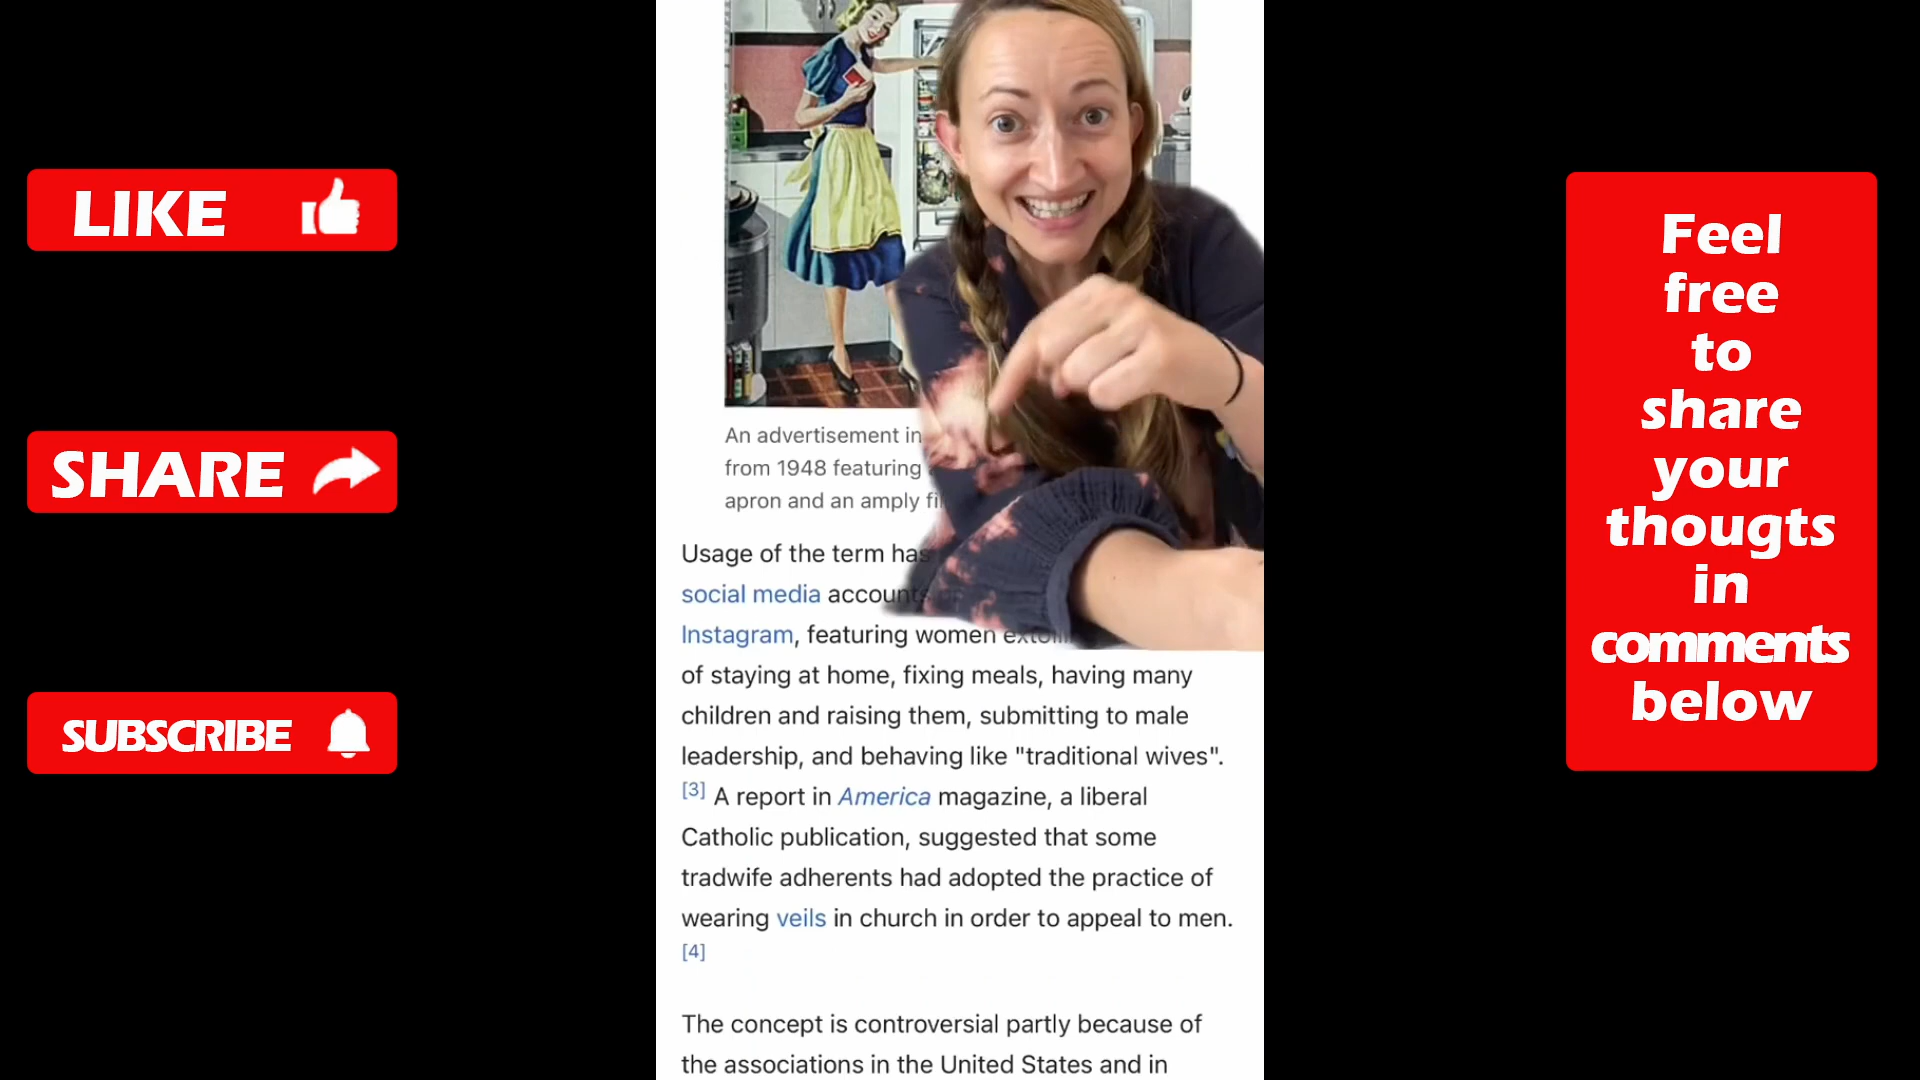 LIKE
SHARE
SUBSCRIBE
An advertisement in
from 1948 featuring
apron and an amply
Usage of the term has
social media accounts
Instagram, featuring women
of staying at home, fixing meals, having many
children and raising them, submitting to male
leadership, and behaving like "traditional wives".
[3] A report in America magazine, a liberal
Catholic publication, suggested that some
tradwife adherents had adopted the practice of
wearing veils in church in order to appeal to men.
[4]
The concept is controversial partly because of
the associations in the United States and in
Feel
free
to
share
your
thougts
in
comments
below